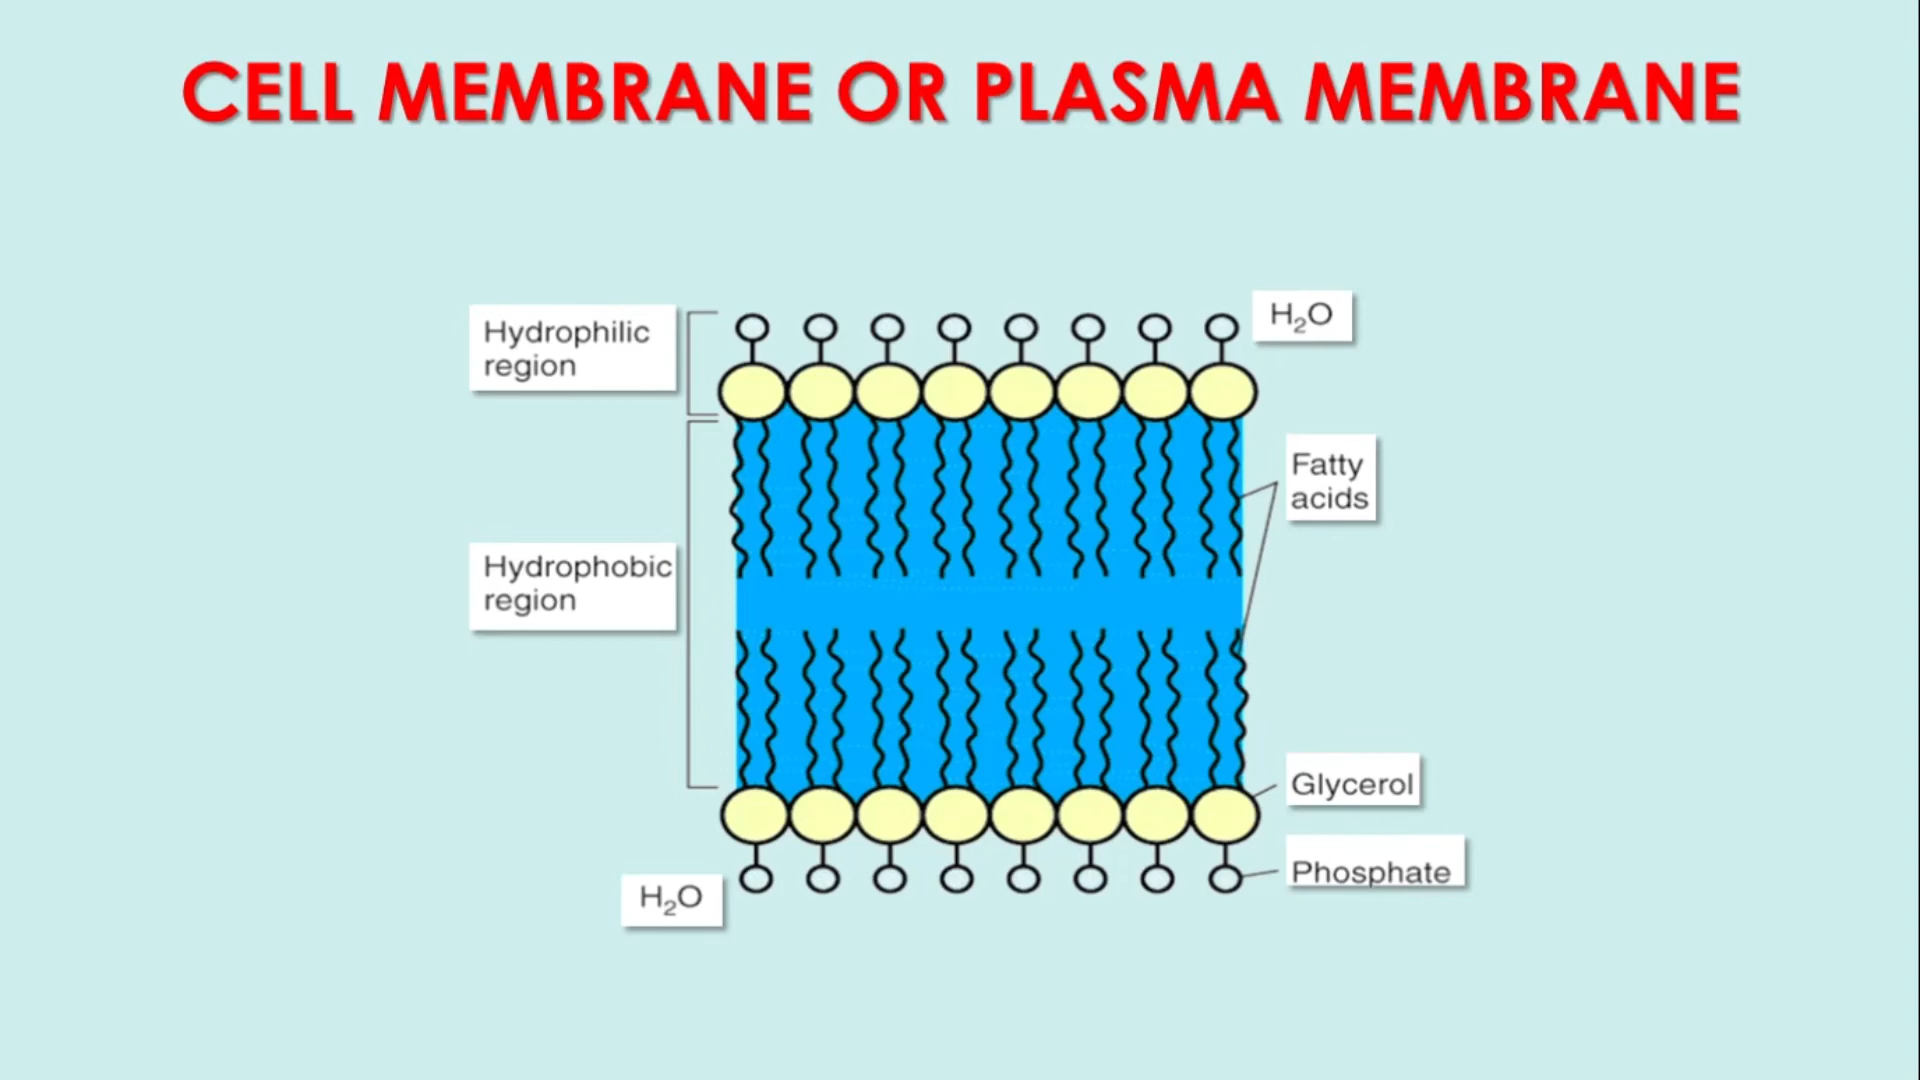 CELL MEMBRANE OR PLASMA MEMBRANE
Hydrophilic
region
H₂O
Fatty
acids
Hydrophobic
region
Glycerol
Phosphate
H₂O